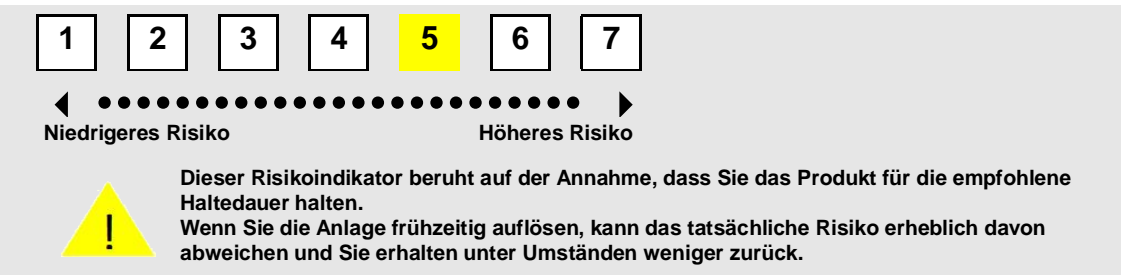 1 2 3 4 5 6 7
Niedrigeres Risiko Höheres Risiko
Dieser Risikoindikator beruht auf der Annahme, dass Sie das Produkt für die empfohlene
Haltedauer halten.
Wenn Sie die Anlage frühzeitig auflösen, kann das tatsächliche Risiko erheblich davon
abweichen und Sie erhalten unter Umständen weniger zurück.
!